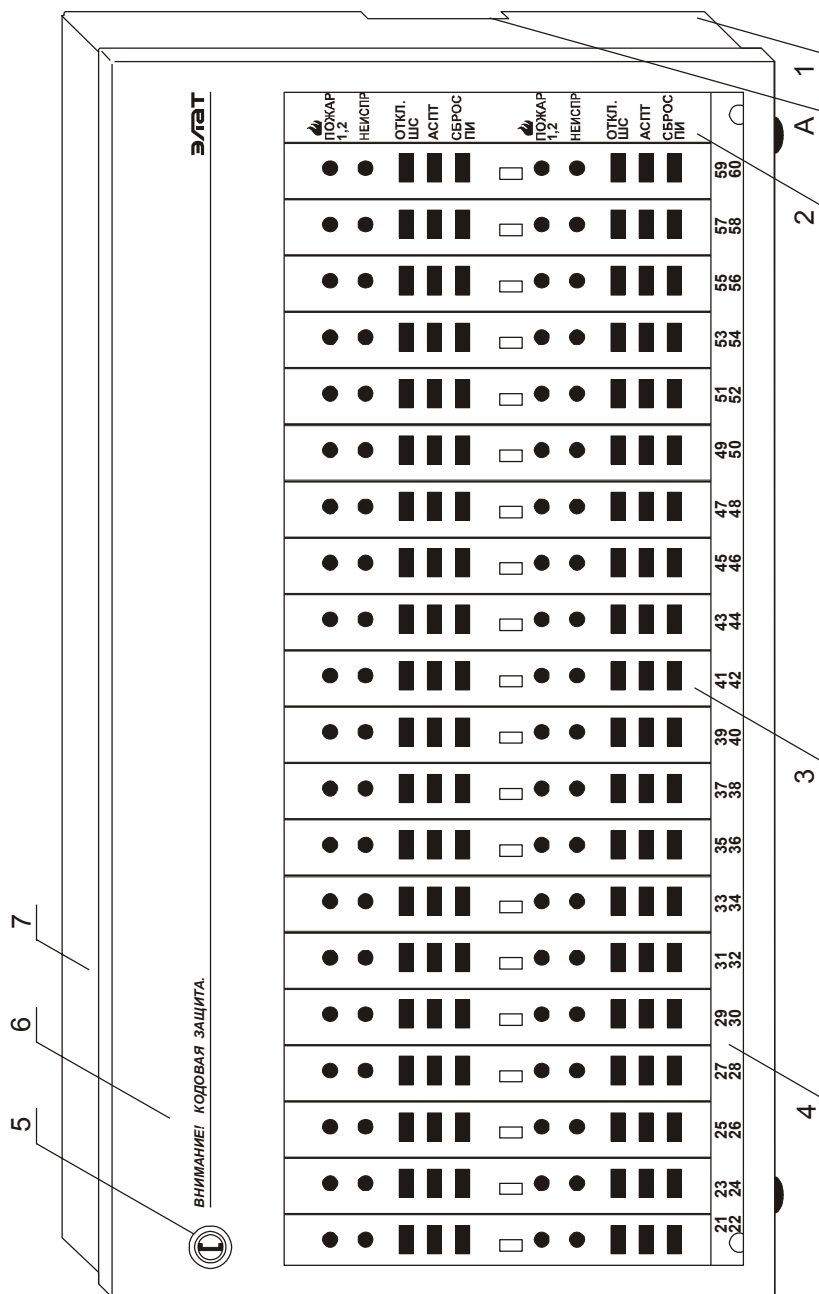 5 6 7
ВНИМАНИЕ! КОДОВАЯ ЗАЩИТА.
элат
ПОЖАР
1,2
НЕИСПР
ОТКЛ.
ШС
АСПТ
СБРОС
ПИ
ПОЖАР
1,2
НЕИСПР
ОТКЛ.
ШС
АСПТ
СБРОС
ПИ
21 23 25 27 29 31 33 35 37 39 41 43 45 47 49 51 53 55 57 59
22 24 26 28 30 32 34 36 38 40 42 44 46 48 50 52 54 56 58 60
4 3 2 А 1